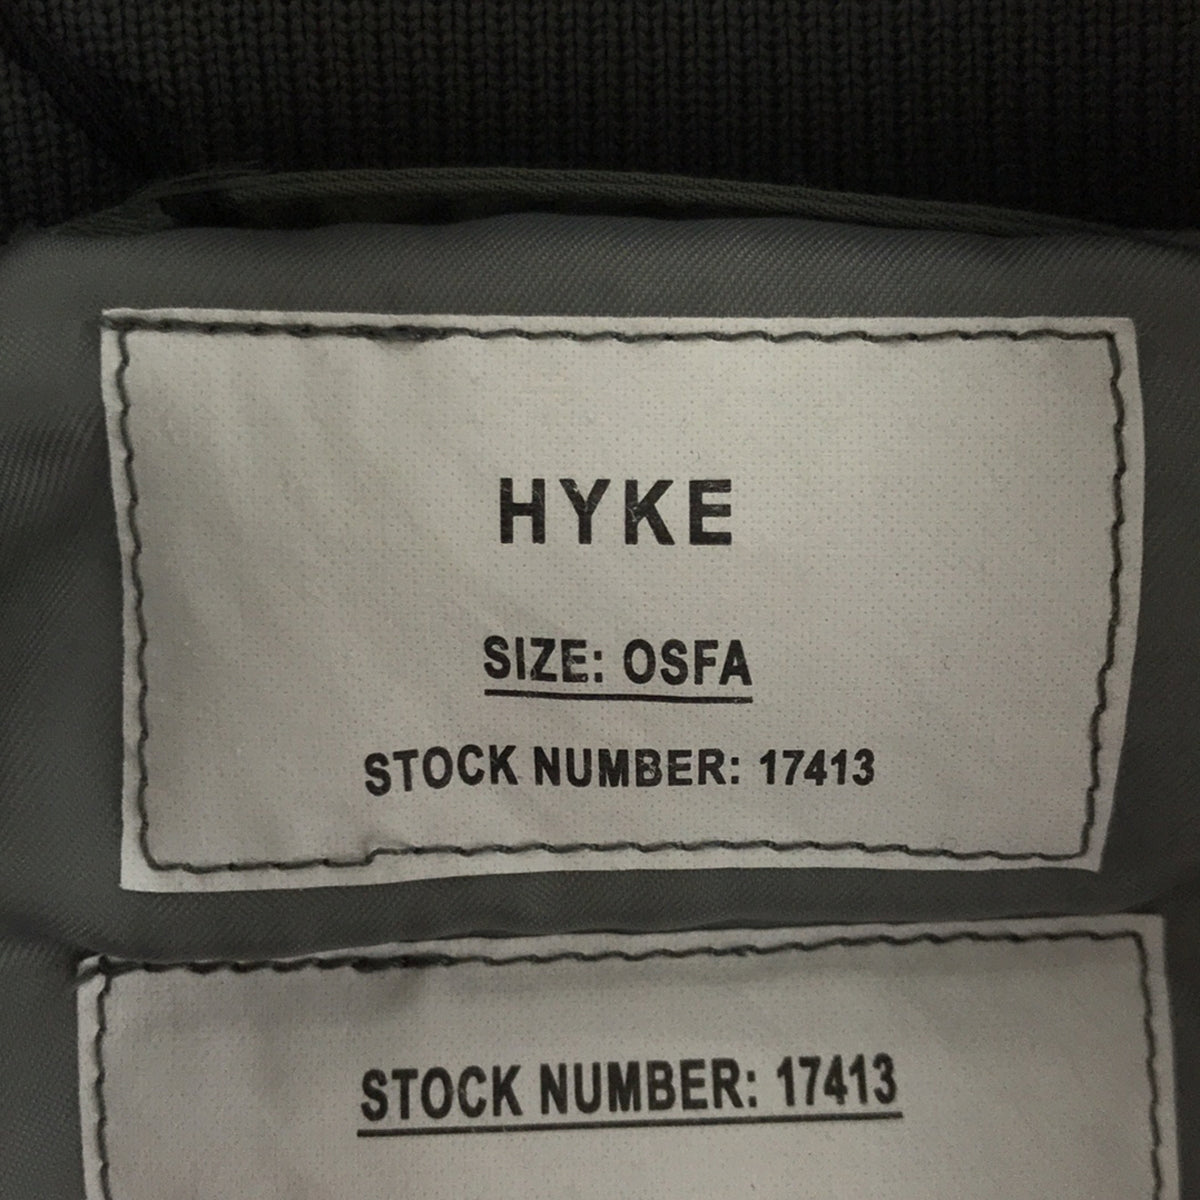 HYKE
SIZE: OSFA
STOCK NUMBER: 17413
STOCK NUMBER: 17413